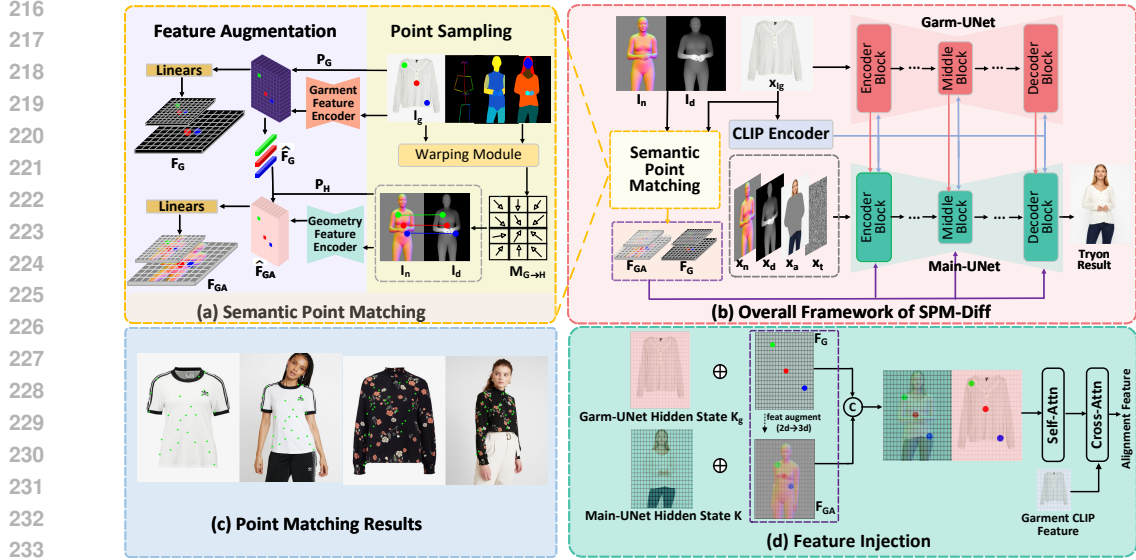 216
217
218
219
220
221
222
223
224
225
226
227
228
229
230
231
232
233
Feature Augmentation
Point Sampling
P_G
Linears
Garment
Feature
Encoder
I_g
F_G
F̂_G
Warping Module
P_H
Linears
Geometry
Feature
Encoder
F̂_GA
I_n
I_d
M_G→H
F_GA
(a) Semantic Point Matching
Garm-UNet
I_n
I_d
x_Ig
Encoder
Block
Middle
Block
Decoder
Block
CLIP Encoder
Semantic
Point
Matching
F_GA
F_G
x_n
x_d
x_a
x_t
Encoder
Block
Middle
Block
Decoder
Block
Main-UNet
Tryon
Result
(b) Overall Framework of SPM-Diff
(c) Point Matching Results
F_G
Garm-UNet Hidden State K_g
feat augment
(2d→3d)
C
Main-UNet Hidden State K
F_GA
Self-Attn
Cross-Attn
Alignment Feature
Garment CLIP
Feature
(d) Feature Injection